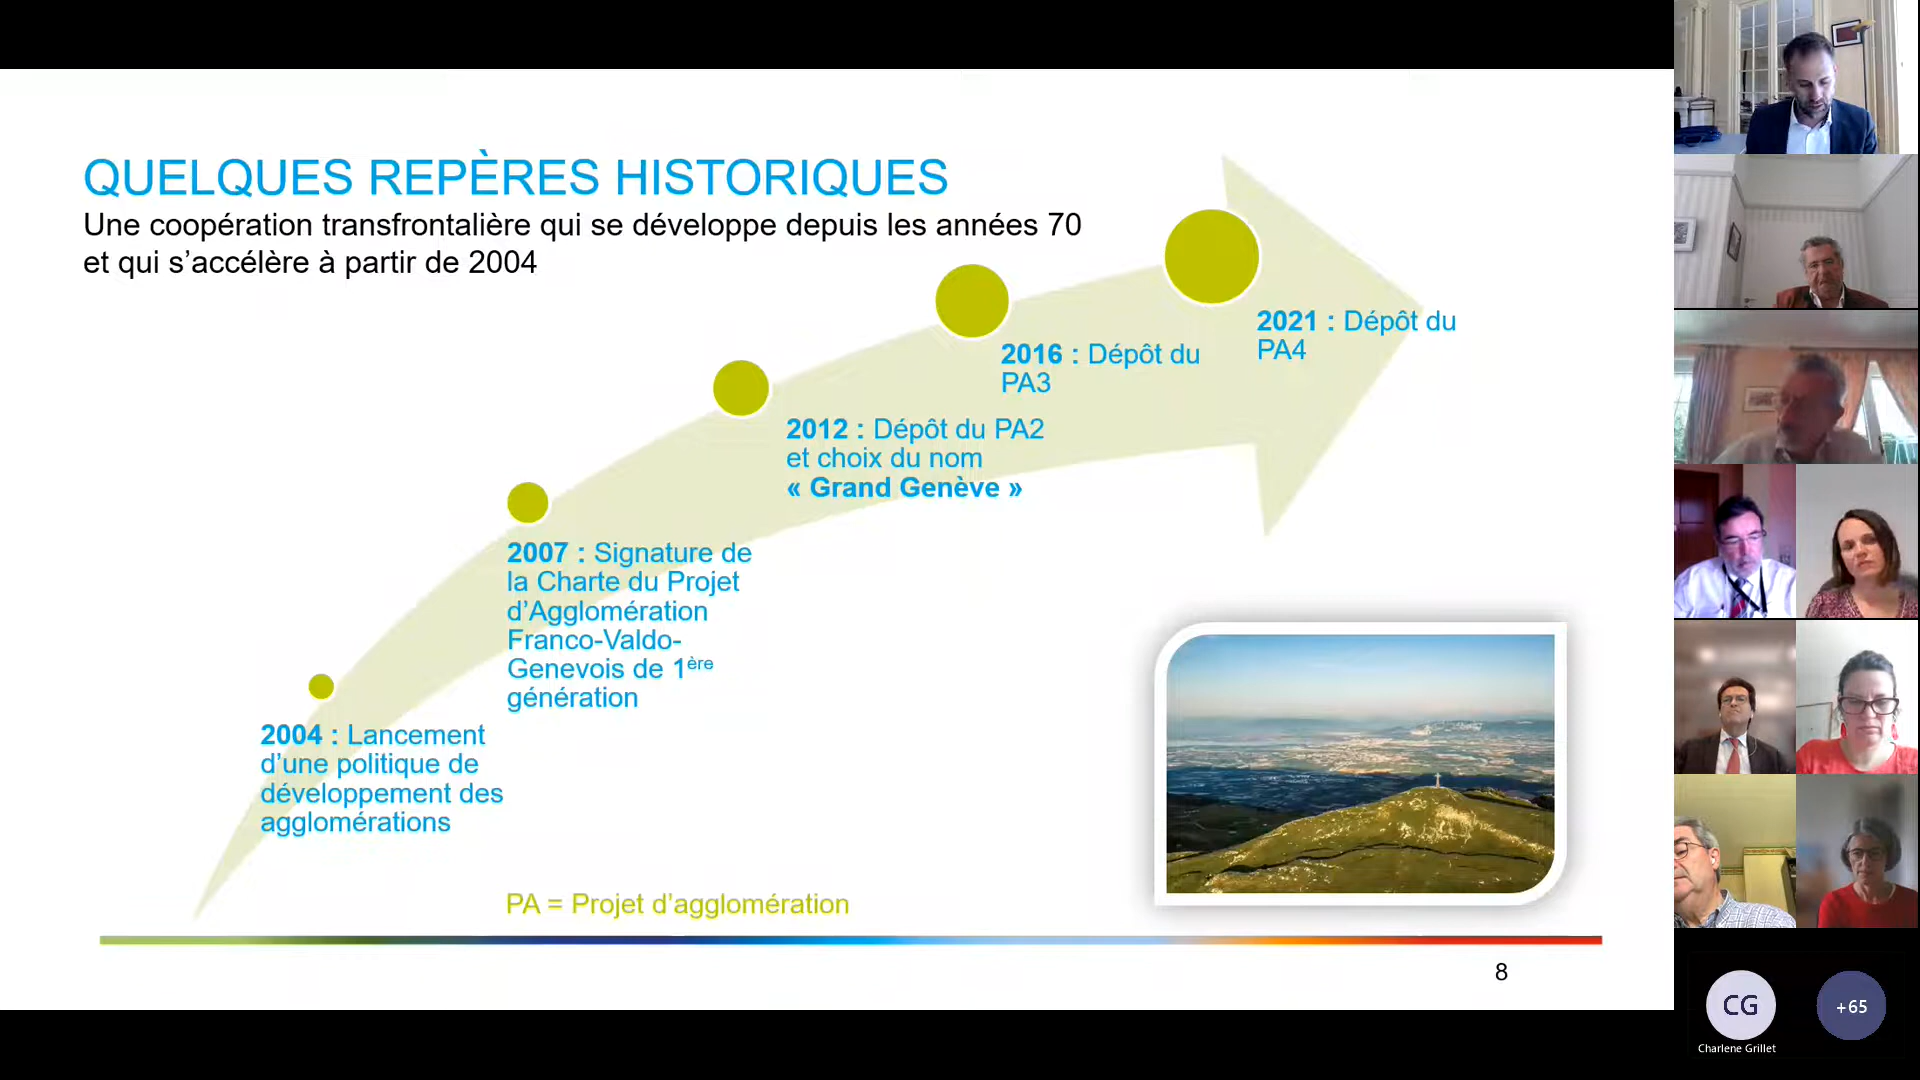 QUELQUES REPÈRES HISTORIQUES
Une coopération transfrontalière qui se développe depuis les années 70
et qui s’accélère à partir de 2004
2021 : Dépôt du
PA4
2016 : Dépôt du
PA3
2012 : Dépôt du PA2
et choix du nom
« Grand Genève »
2007 : Signature de
la Charte du Projet
d’Agglomération
Franco-Valdo-
Genevois de 1ère
génération
2004 : Lancement
d’une politique de
développement des
agglomérations
PA = Projet d’agglomération
8
CG
+65
Charlene Grillet